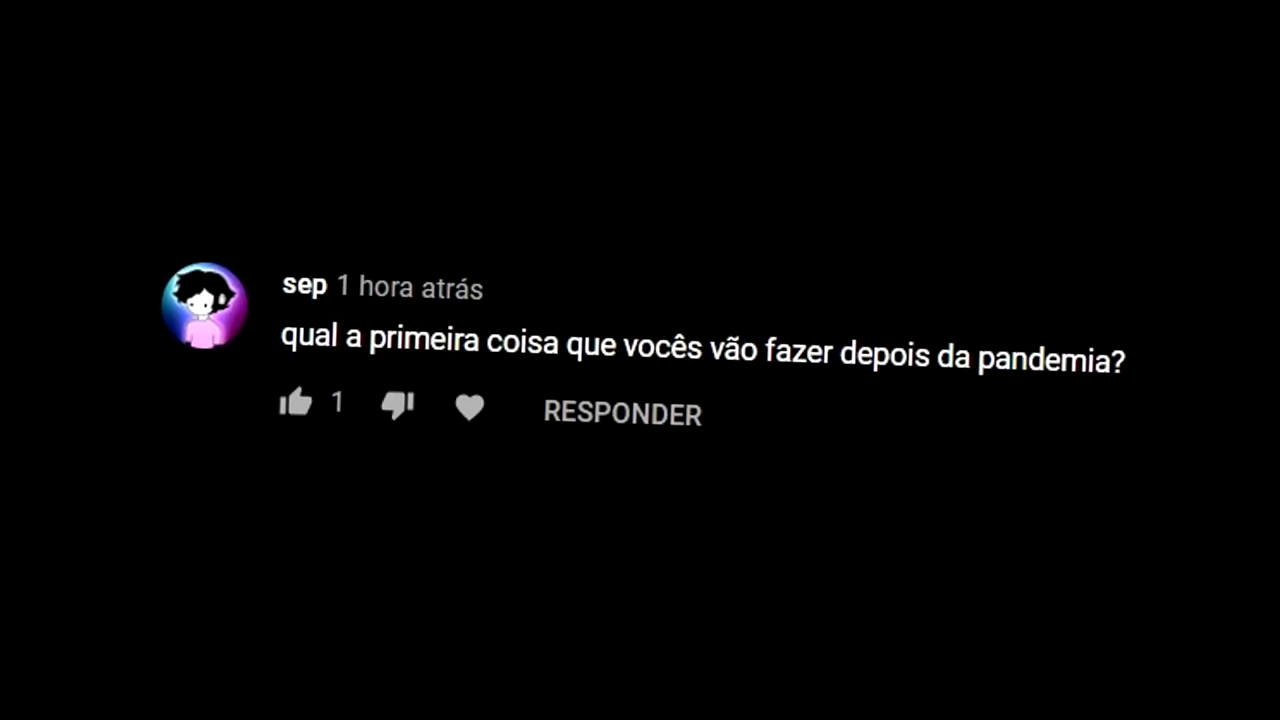 sep 1 hora atrás
qual a primeira coisa que vocês vão fazer depois da pandemia?
1 RESPONDER